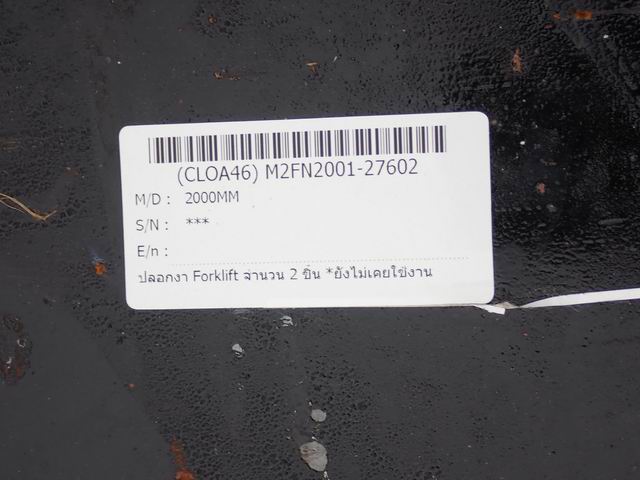 (CLOA46) M2FN2001-27602
M/D : 2000MM
S/N : ***
E/n :
ปลอกงา Forklift จำนวน 2 ชิ้น *ยังไม่เคยใช้งาน